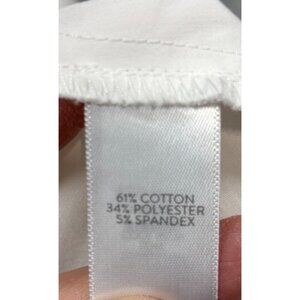 61% COTTON
34% POLYESTER
5% SPANDEX